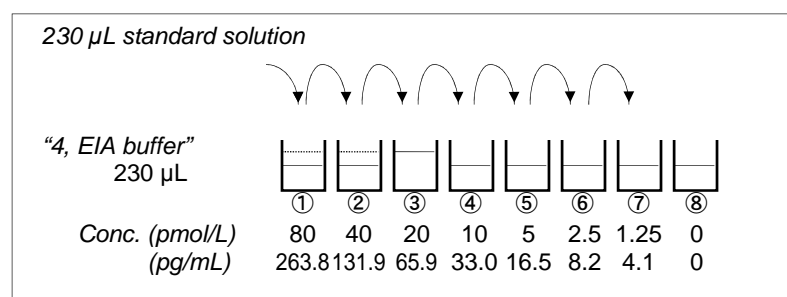 230 µL standard solution
“4, EIA buffer”
230 µL
① ② ③ ④ ⑤ ⑥ ⑦ ⑧
Conc. (pmol/L) 80 40 20 10 5 2.5 1.25 0
(pg/mL) 263.8 131.9 65.9 33.0 16.5 8.2 4.1 0